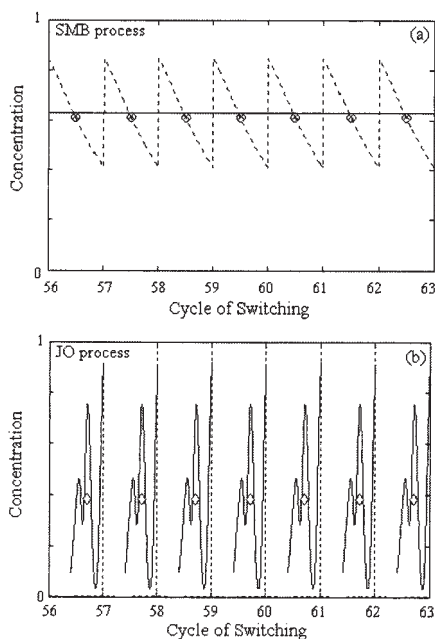 1
SMB process
(a)
Concentration
0
56 57 58 59 60 61 62 63
Cycle of Switching
1
JO process
(b)
Concentration
0
56 57 58 59 60 61 62 63
Cycle of Switching